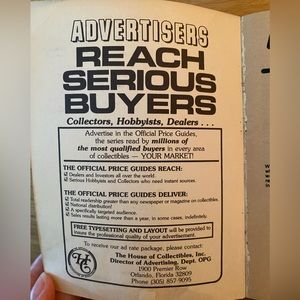 ADVERTISERS
REACH
SERIOUS
BUYERS
Collectors, Hobbyists, Dealers . . .
Advertise in the Official Price Guides,
the series read by millions of
the most qualified buyers in every area
of collectibles — YOUR MARKET!
THE OFFICIAL PRICE GUIDES REACH:
Dealers and Investors all over the world.
Serious Hobbyists and Collectors who need instant sources.
THE OFFICIAL PRICE GUIDES DELIVER:
Total readership greater than any newspaper or magazine on collectibles.
National distribution!
A specifically targeted audience.
Sales results lasting more than a year, in some cases, indefinitely.
FREE TYPESETTING AND LAYOUT will be provided to
insure the professional quality of your advertisement.
To receive our ad rate package, please contact:
The House of Collectibles, Inc.
Director of Advertising, Dept. OPG
1900 Premier Row
Orlando, Florida 32809
Phone (305) 857-9095